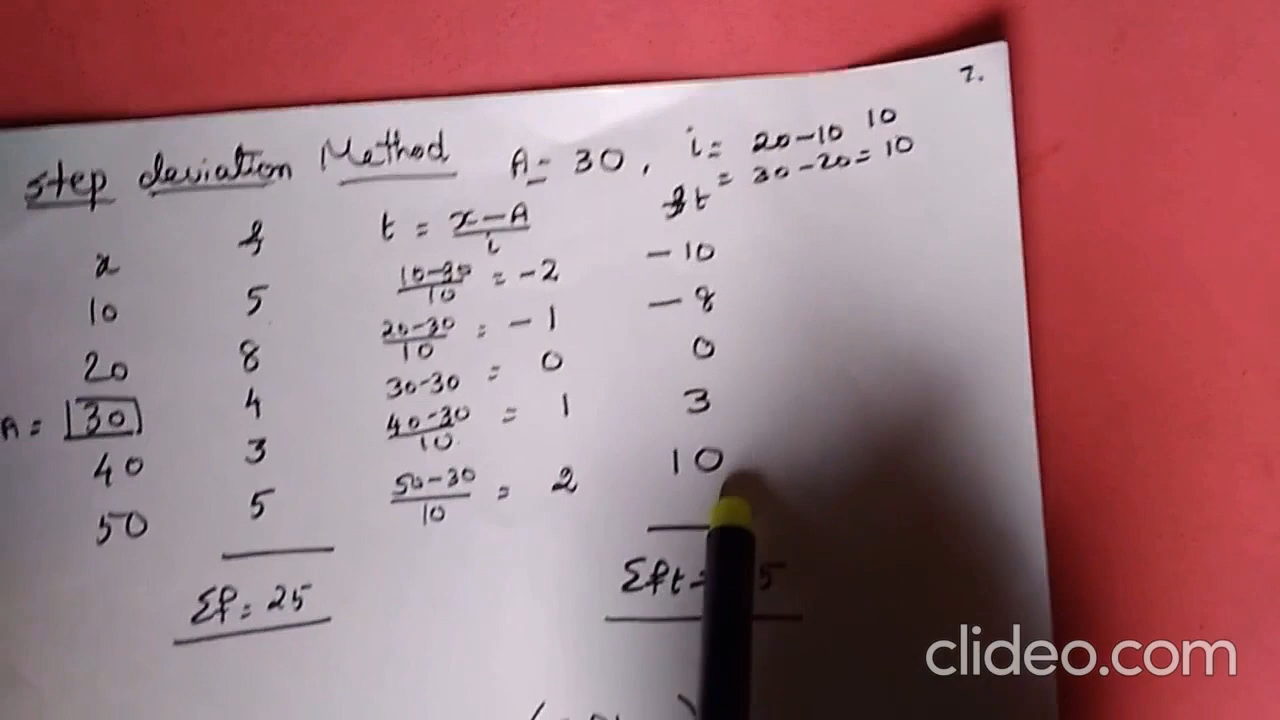 7.
step deviation Method A = 30, i = 20-10 10
= 30-20 = 10
x f t = x-A/i ft
10 5 10-30/10 = -2 -10
20 8 20-30/10 = -1 -8
A = 30 4 30-30 = 0 0
40 3 40-30/10 = 1 3
50 5 50-30/10 = 2 10
Σf = 25 Σft = 5
clideo.com